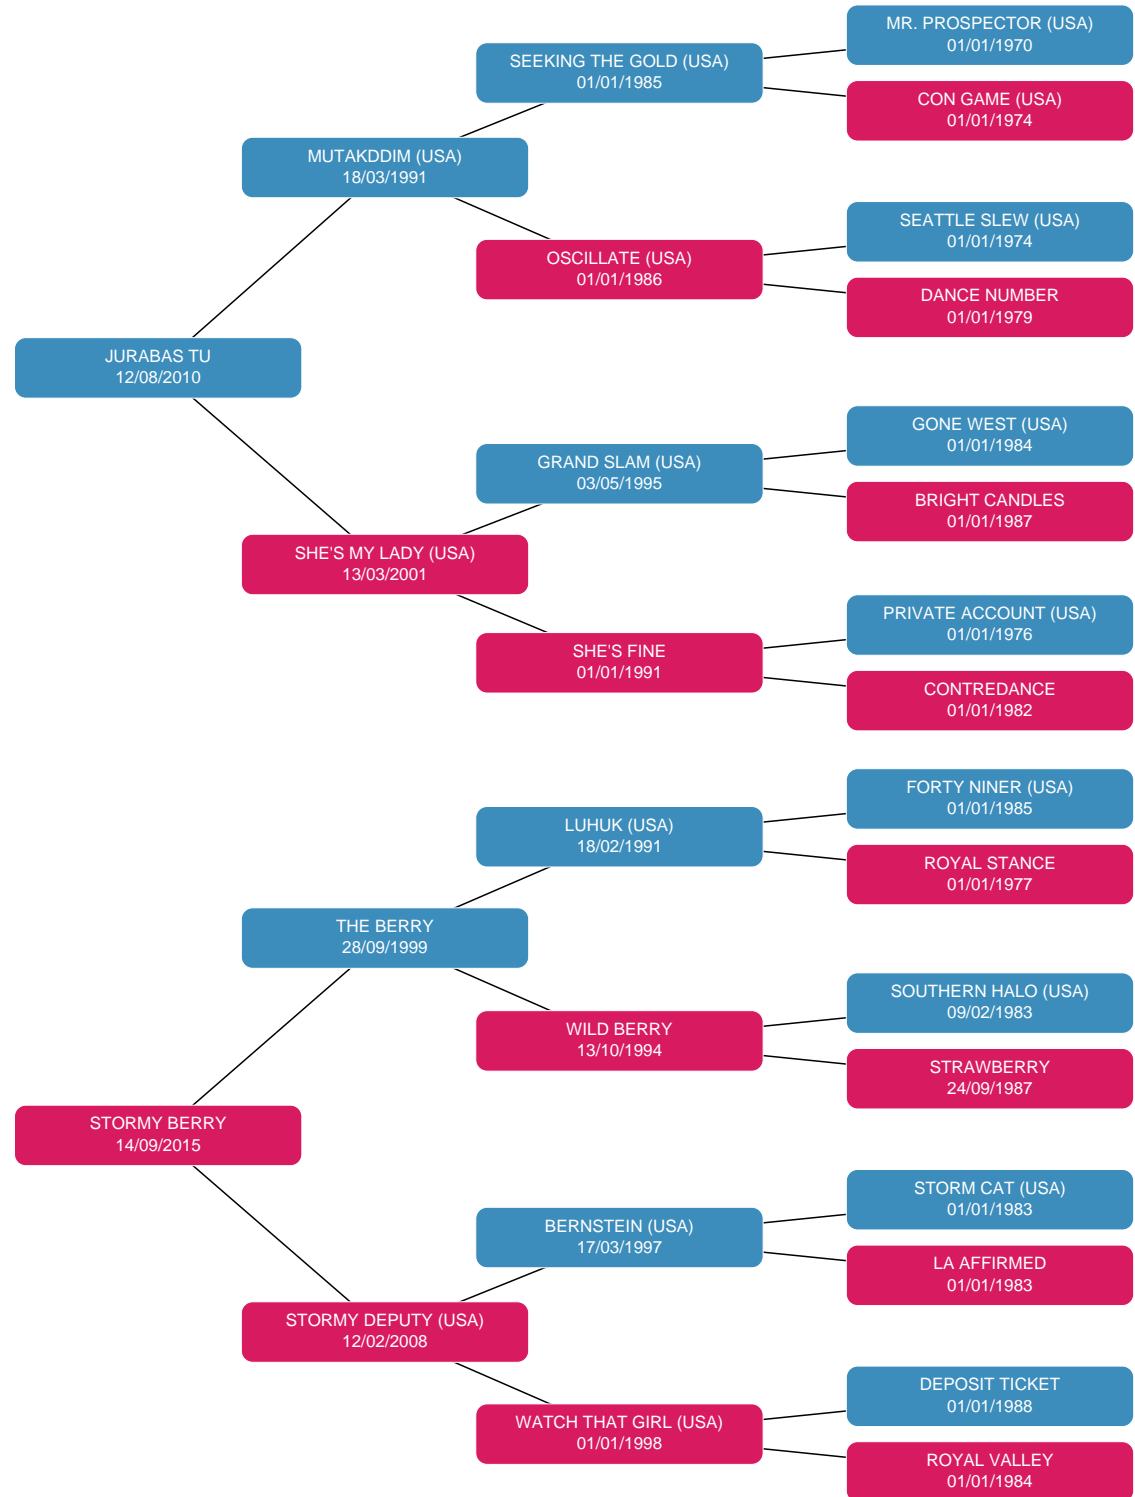 MR. PROSPECTOR (USA)
01/01/1970
SEEKING THE GOLD (USA)
01/01/1985
CON GAME (USA)
01/01/1974
MUTAKDDIM (USA)
18/03/1991
SEATTLE SLEW (USA)
01/01/1974
OSCILLATE (USA)
01/01/1986
DANCE NUMBER
01/01/1979
JURABAS TU
12/08/2010
GONE WEST (USA)
01/01/1984
GRAND SLAM (USA)
03/05/1995
BRIGHT CANDLES
01/01/1987
SHE'S MY LADY (USA)
13/03/2001
PRIVATE ACCOUNT (USA)
01/01/1976
SHE'S FINE
01/01/1991
CONTREDANCE
01/01/1982
FORTY NINER (USA)
01/01/1985
LUHUK (USA)
18/02/1991
ROYAL STANCE
01/01/1977
THE BERRY
28/09/1999
SOUTHERN HALO (USA)
09/02/1983
WILD BERRY
13/10/1994
STRAWBERRY
24/09/1987
STORMY BERRY
14/09/2015
STORM CAT (USA)
01/01/1983
BERNSTEIN (USA)
17/03/1997
LA AFFIRMED
01/01/1983
STORMY DEPUTY (USA)
12/02/2008
DEPOSIT TICKET
01/01/1988
WATCH THAT GIRL (USA)
01/01/1998
ROYAL VALLEY
01/01/1984